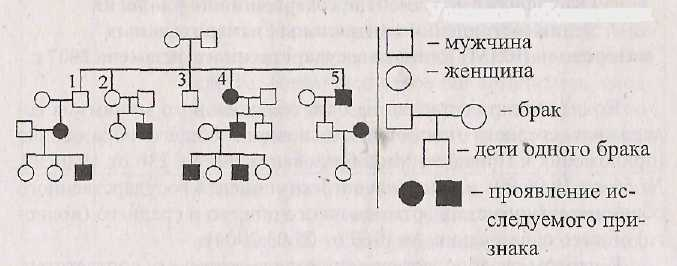 1
2
3
4
5
– мужчина
– женщина
– брак
– дети одного брака
– проявление ис-
следуемого при-
знака .